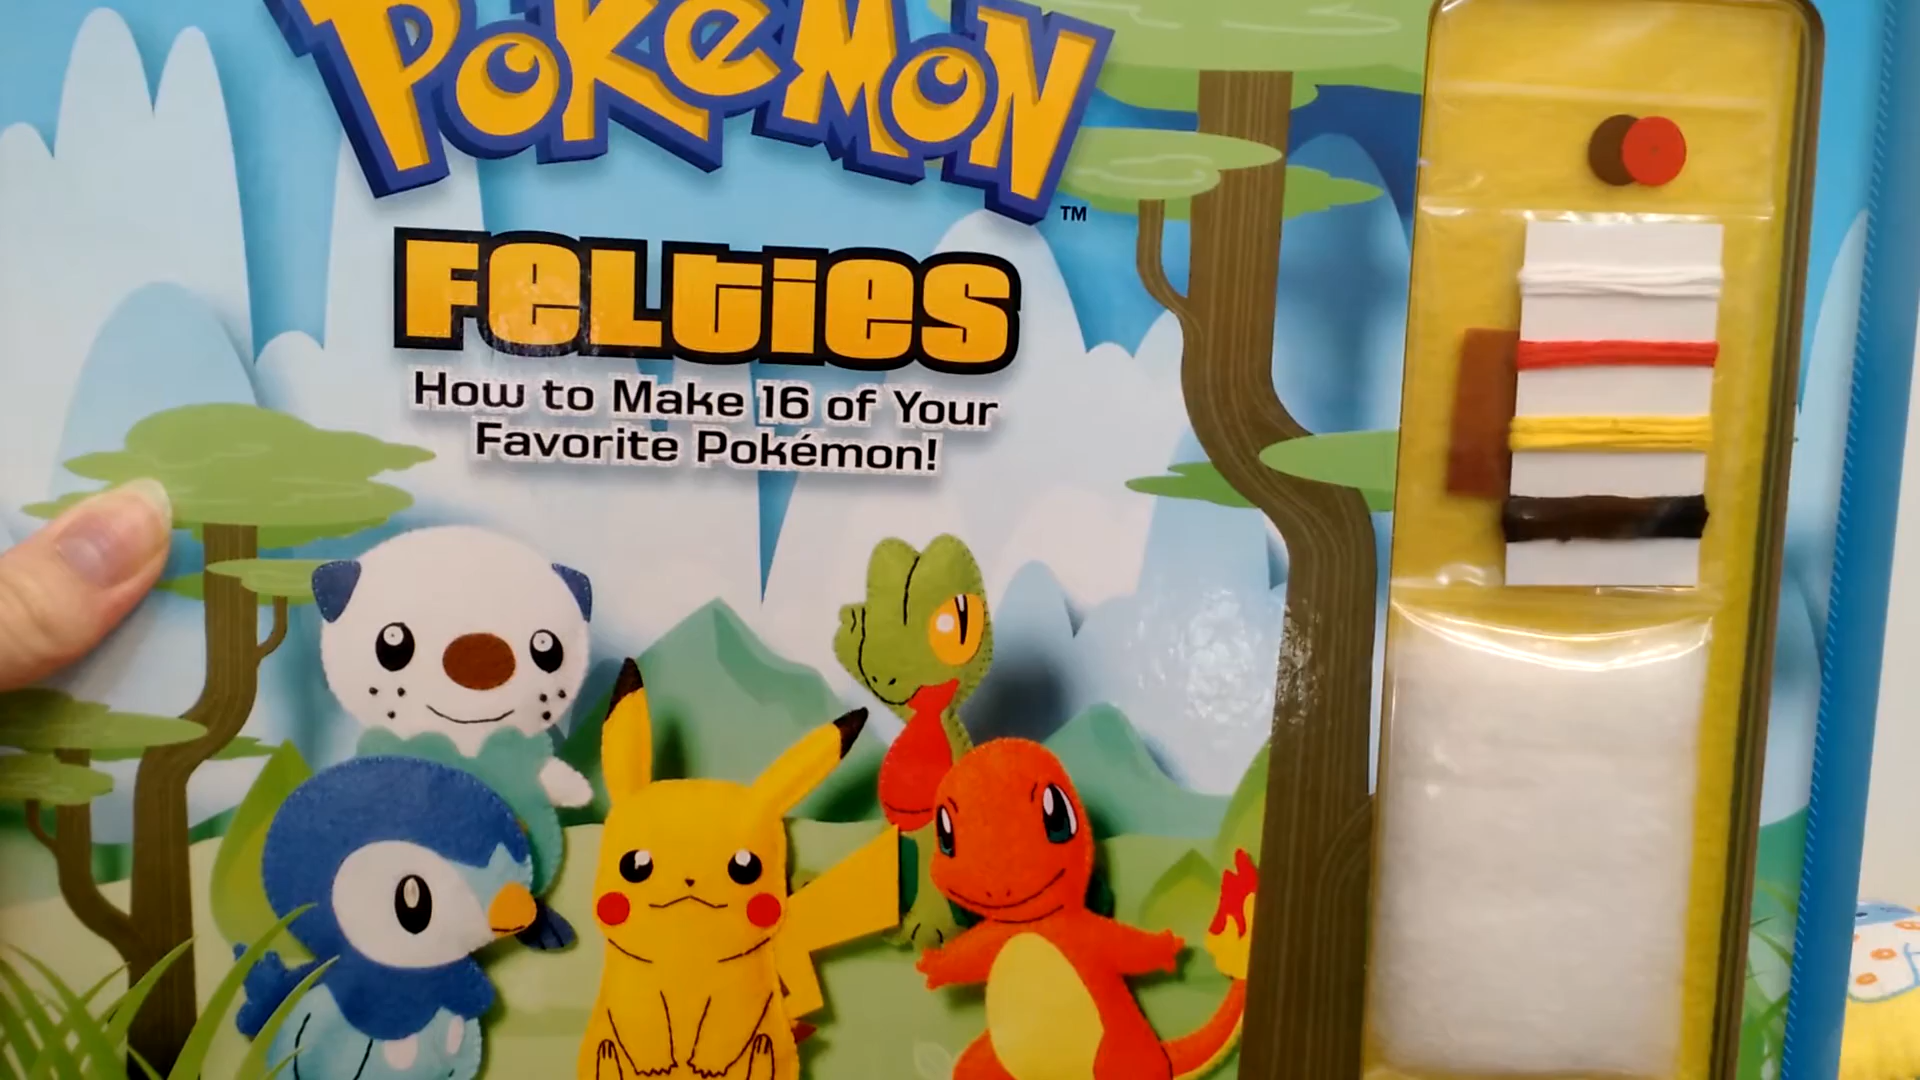 POKéMON
TM
FELTiES
How to Make 16 of Your
Favorite Pokémon!